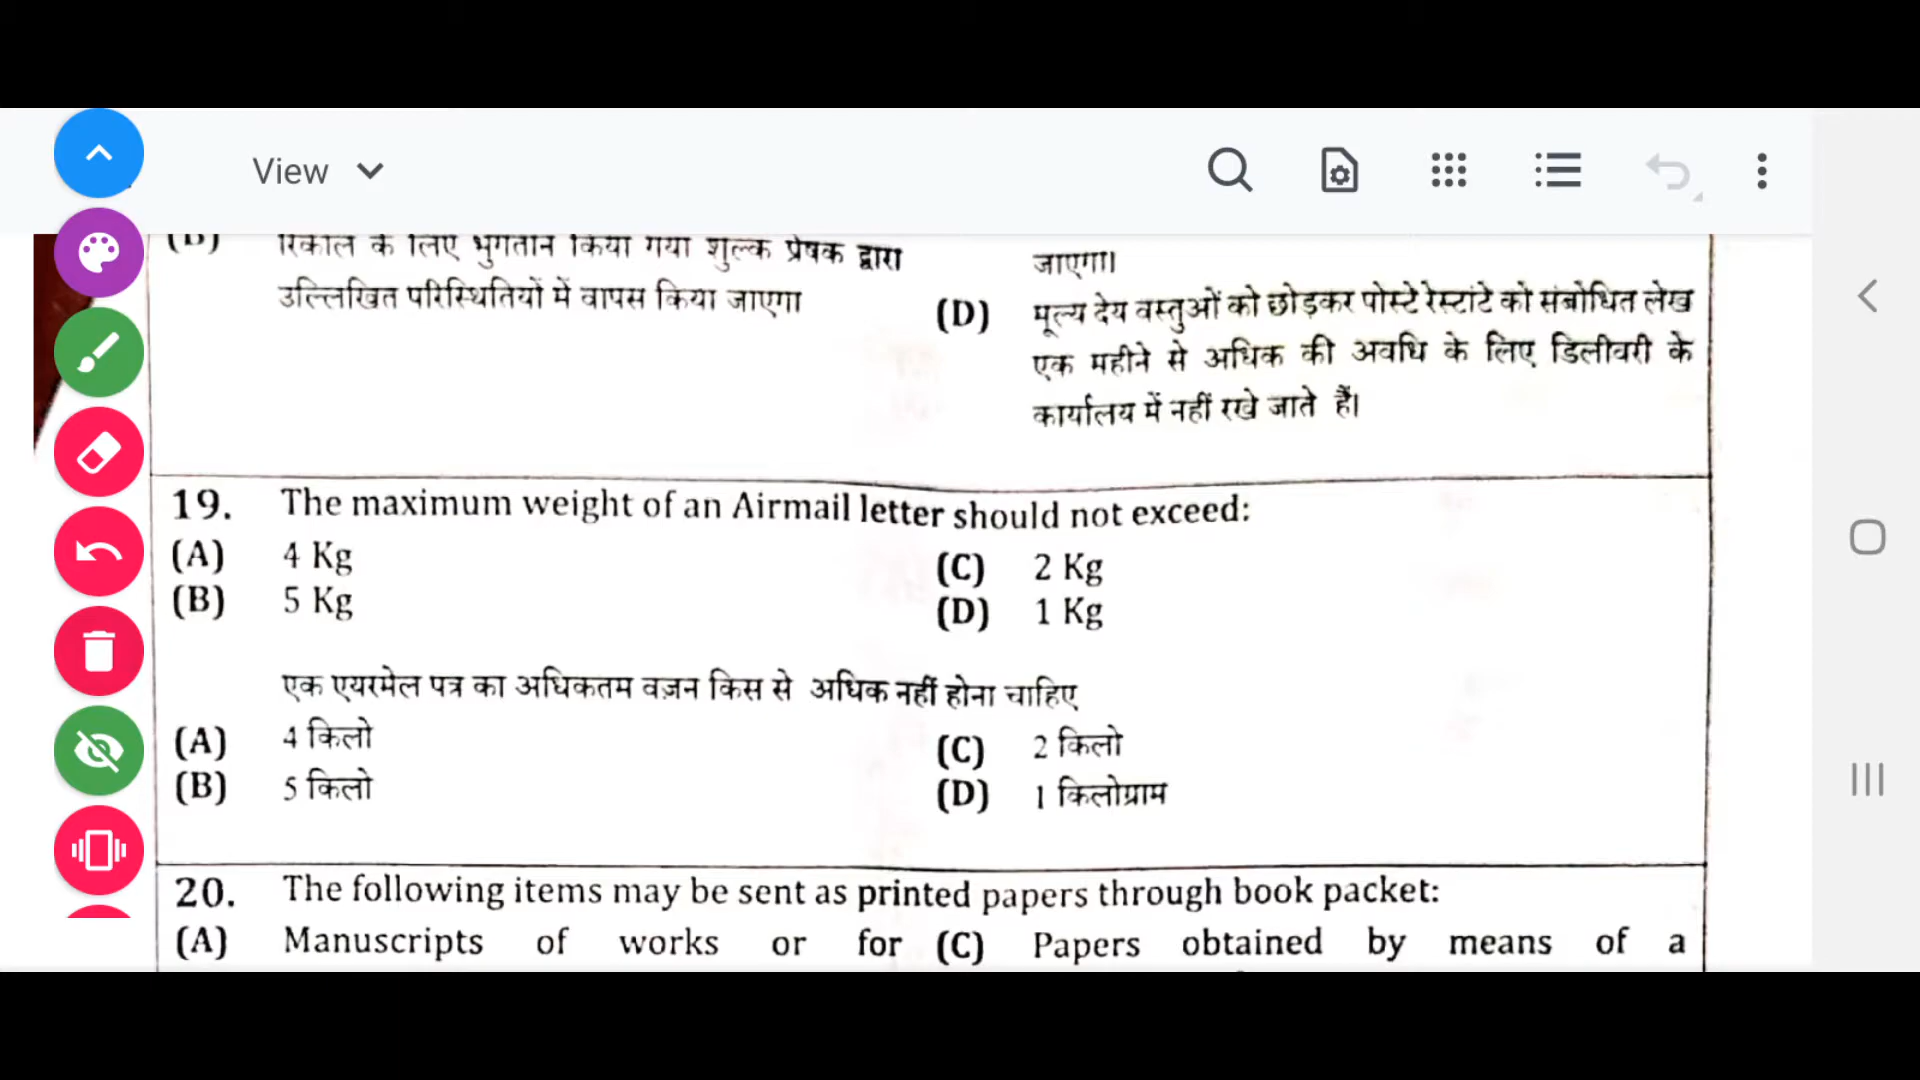 View
रिकॉल के लिए भुगतान किया गया शुल्क प्रेषक द्वारा
उल्लिखित परिस्थितियों में वापस किया जाएगा
जाएगा।
(D) मूल्य देय वस्तुओं को छोड़कर पोस्टे रेस्टांटे को संबोधित लेख
एक महीने से अधिक की अवधि के लिए डिलीवरी के
कार्यालय में नहीं रखे जाते हैं।
19. The maximum weight of an Airmail letter should not exceed:
(A) 4 Kg
(B) 5 Kg
(C) 2 Kg
(D) 1 Kg
एक एयरमेल पत्र का अधिकतम वज़न किस से अधिक नहीं होना चाहिए
(A) 4 किलो
(B) 5 किलो
(C) 2 किलो
(D) 1 किलोग्राम
20. The following items may be sent as printed papers through book packet:
(A) Manuscripts of works or for
(C) Papers obtained by means of a